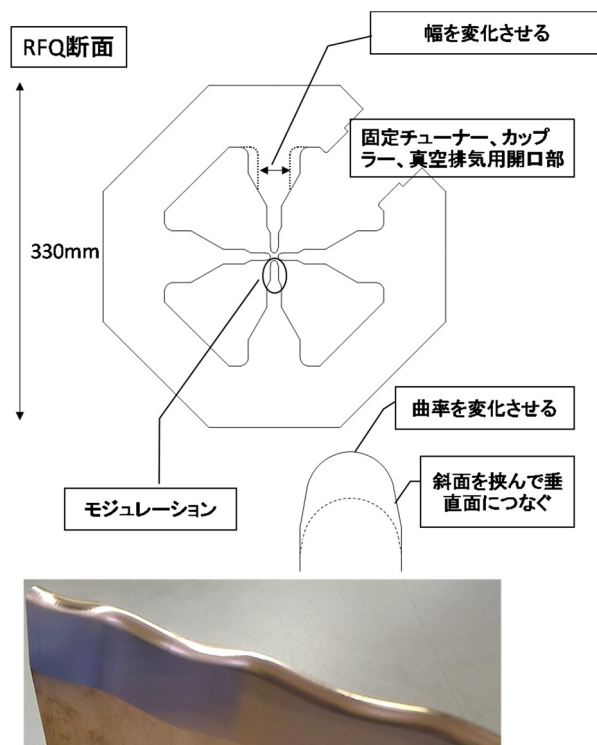 幅を変化させる
RFQ断面
固定チューナー、カップ
ラー、真空排気用開口部
330mm
曲率を変化させる
斜面を挟んで垂
直面につなぐ
モジュレーション